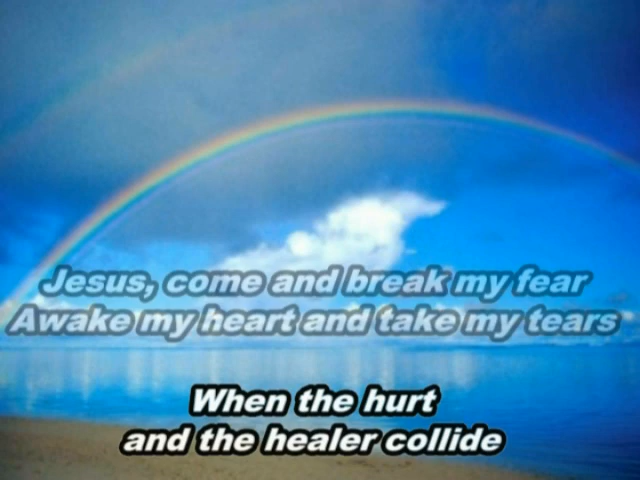 Jesus, come and break my fear
Awake my heart and take my tears
When the hurt
and the healer collide